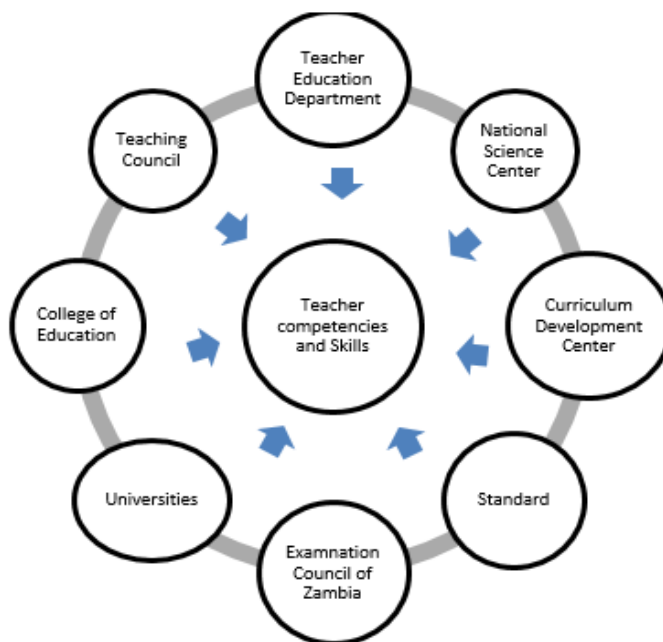 Teacher
Education
Department
National
Science
Center
Teaching
Council
Curriculum
Development
Center
Teacher
competencies
and Skills
College of
Education
Universities
Standard
Examnation
Council of
Zambia